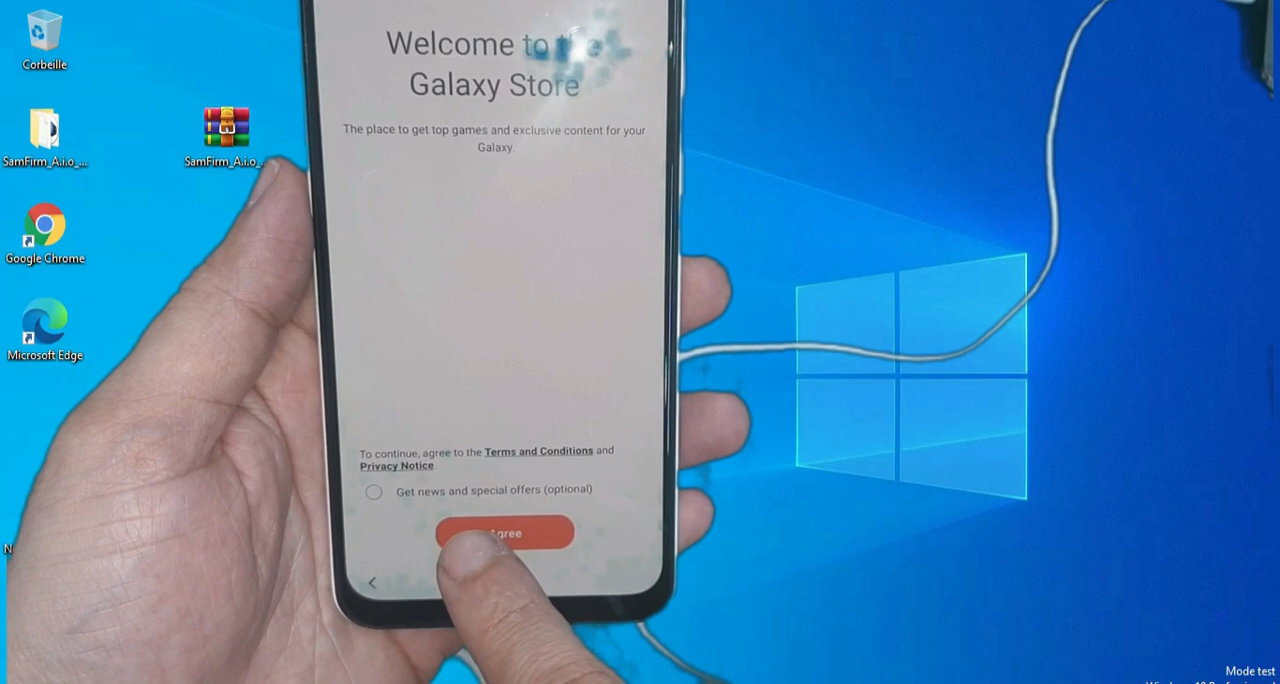 Corbeille
SamFirm_A.i.o_...
SamFirm_A.i.o_
Google Chrome
Microsoft Edge
N
Welcome to the
Galaxy Store
The place to get top games and exclusive content for your
Galaxy.
To continue, agree to the Terms and Conditions and
Privacy Notice
Get news and special offers (optional)
Agree
Mode test